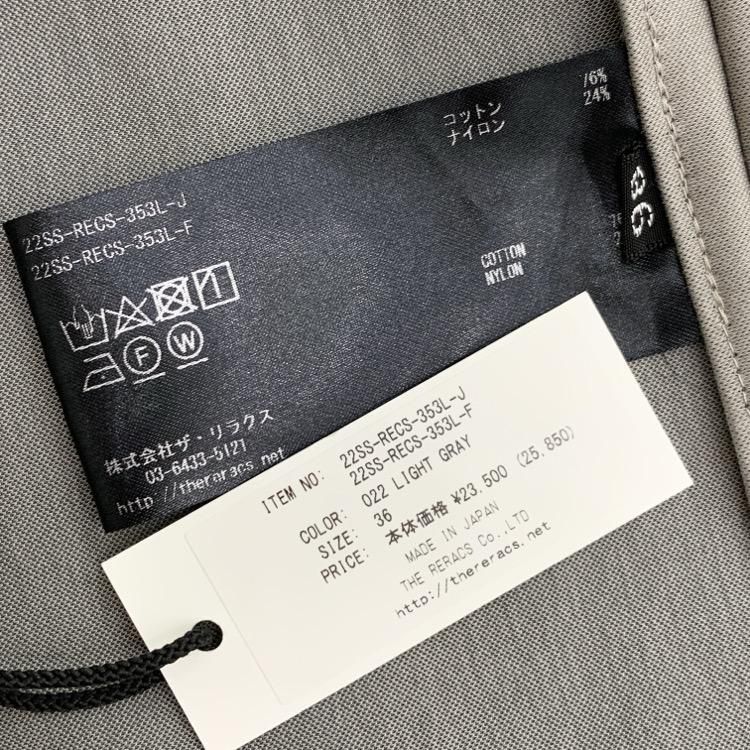 コットン 76%
ナイロン 24%
36
22SS-RECS-353L-J
22SS-RECS-353L-F
COTTON
NYLON
F W
株式会社ザ・リラクス
03-6433-5121
http://thereracs.net
ITEM NO: 22SS-RECS-353L-J
22SS-RECS-353L-F
COLOR: 022 LIGHT GRAY
SIZE: 36
PRICE: 本体価格 ¥23,500 (25,850)
MADE IN JAPAN
THE RERACS Co.,LTD
http://thereracs.net